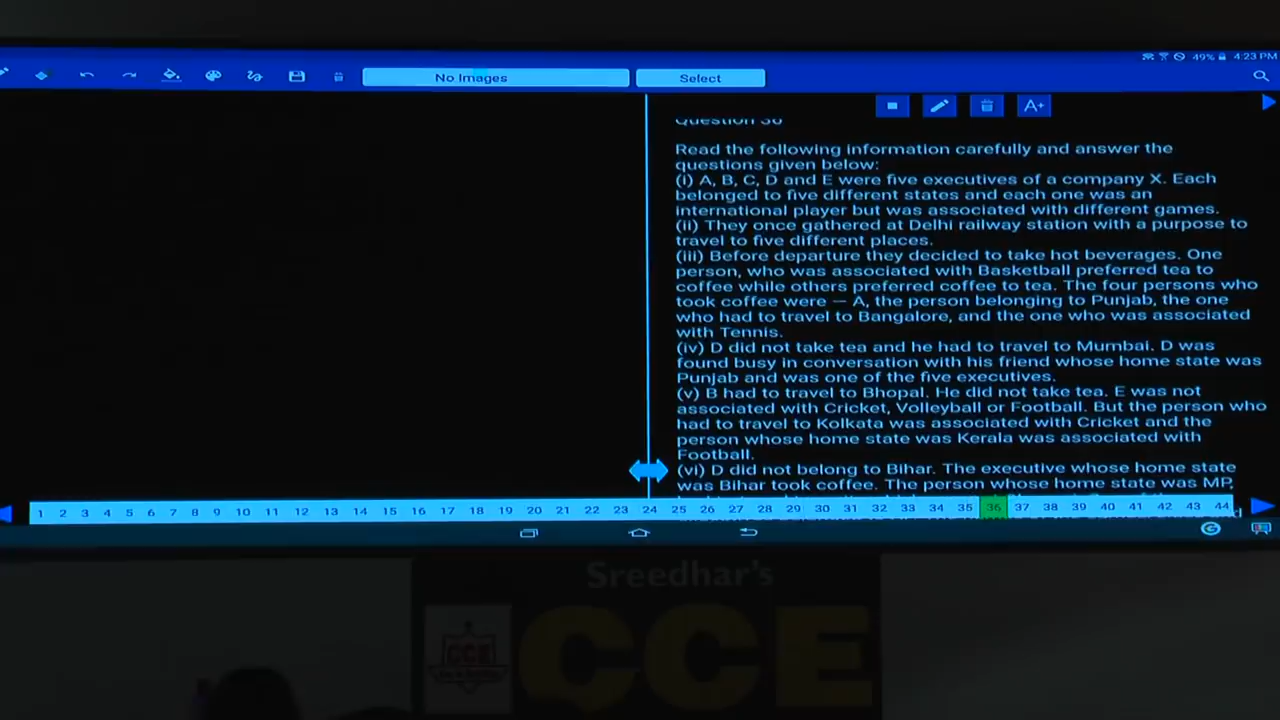 49% 4:23 PM
No Images
Select
A+
Question 36
Read the following information carefully and answer the
questions given below:
(i) A, B, C, D and E were five executives of a company X. Each
belonged to five different states and each one was an
international player but was associated with different games.
(ii) They once gathered at Delhi railway station with a purpose to
travel to five different places.
(iii) Before departure they decided to take hot beverages. One
person, who was associated with Basketball preferred tea to
coffee while others preferred coffee to tea. The four persons who
took coffee were — A, the person belonging to Punjab, the one
who had to travel to Bangalore, and the one who was associated
with Tennis.
(iv) D did not take tea and he had to travel to Mumbai. D was
found busy in conversation with his friend whose home state was
Punjab and was one of the five executives.
(v) B had to travel to Bhopal. He did not take tea. E was not
associated with Cricket, Volleyball or Football. But the person who
had to travel to Kolkata was associated with Cricket and the
person whose home state was Kerala was associated with
Football.
(vi) D did not belong to Bihar. The executive whose home state
was Bihar took coffee. The person whose home state was MP,
1 2 3 4 5 6 7 8 9 10 11 12 13 14 15 16 17 18 19 20 21 22 23 24 25 26 27 28 29 30 31 32 33 34 35 36 37 38 39 40 41 42 43 44
Sreedhar's
CCE
CCE